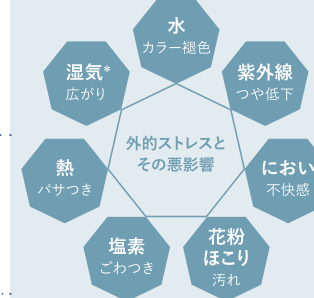 水
カラー褪色
湿気*
広がり
紫外線
つや低下
外的ストレスと
その悪影響
熱
パサつき
におい
不快感
塩素
ごわつき
花粉
ほこり
汚れ